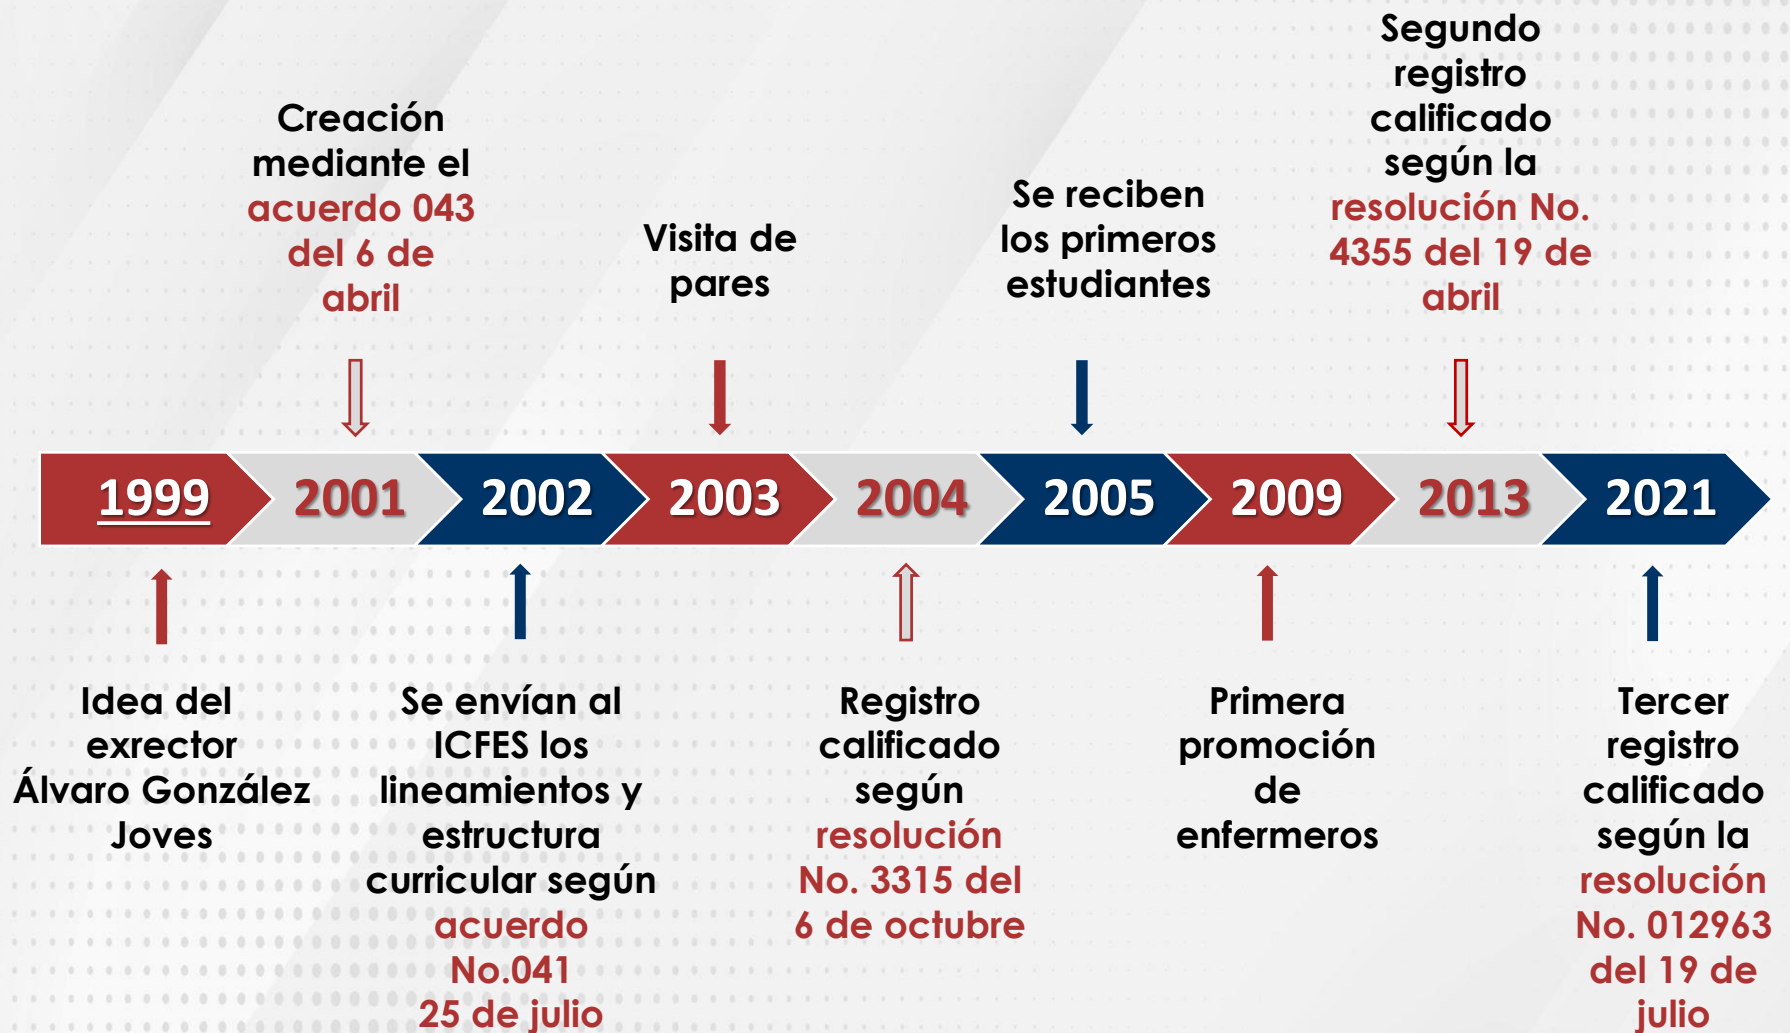 Creación
mediante el
acuerdo 043
del 6 de
abril
Visita de
pares
Se reciben
los primeros
estudiantes
Segundo
registro
calificado
según la
resolución No.
4355 del 19 de
abril
1999
2001
2002
2003
2004
2005
2009
2013
2021
Idea del
exrector
Álvaro González
Joves
Se envían al
ICFES los
lineamientos y
estructura
curricular según
acuerdo
No.041
25 de julio
Registro
calificado
según
resolución
No. 3315 del
6 de octubre
Primera
promoción
de
enfermeros
Tercer
registro
calificado
según la
resolución
No. 012963
del 19 de
julio